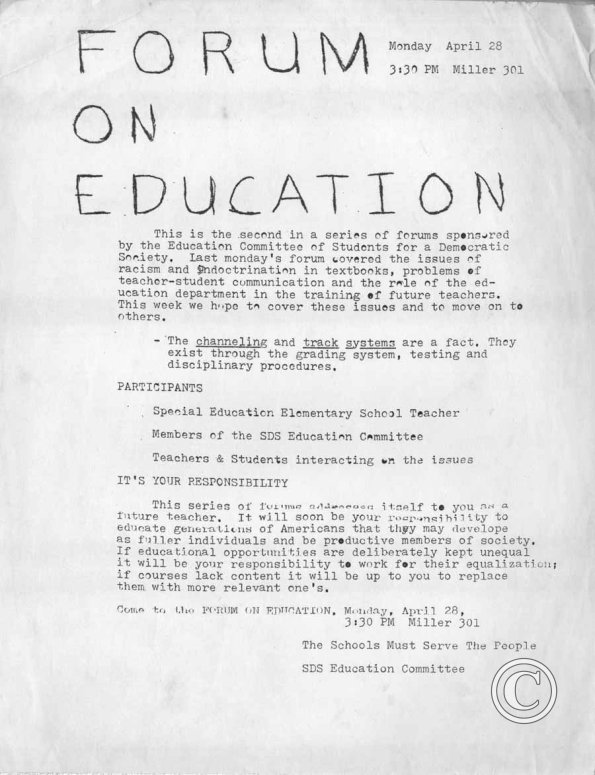 FORUM
Monday April 28
3:30 PM Miller 301
ON
EDUCATION
This is the second in a series of forums sponsored
by the Education Committee of Students for a Democratic
Society. Last monday's forum covered the issues of
racism and indoctrination in textbooks, problems of
teacher-student communication and the role of the ed-
ucation department in the training of future teachers.
This week we hope to cover these issues and to move on to
others.
- The channeling and track systems are a fact. They
exist through the grading system, testing and
disciplinary procedures.
PARTICIPANTS
Special Education Elementary School Teacher
Members of the SDS Education Committee
Teachers & Students interacting on the issues
IT'S YOUR RESPONSIBILITY
This series of forums addresses itself to you as a
future teacher. It will soon be your responsibility to
educate generations of Americans that they may develope
as fuller individuals and be productive members of society.
If educational opportunities are deliberately kept unequal
it will be your responsibility to work for their equalization;
if courses lack content it will be up to you to replace
them with more relevant one's.
Come to the FORUM ON EDUCATION, Monday, April 28,
3:30 PM Miller 301
The Schools Must Serve The People
SDS Education Committee
©